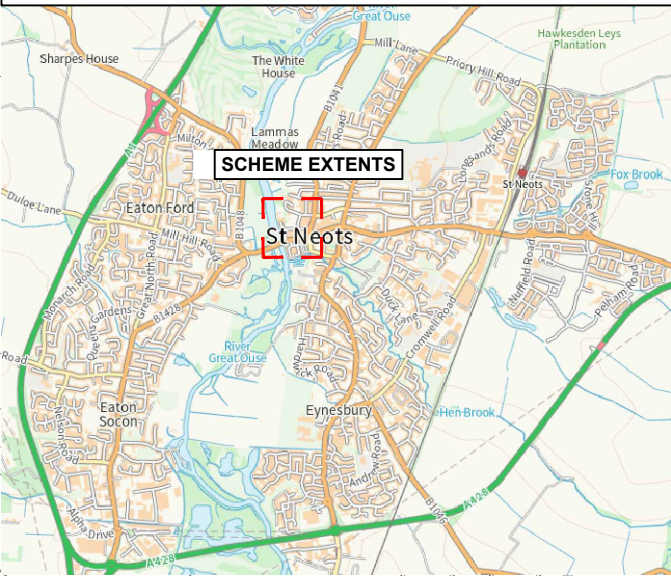 Great Ouse
Hawkesden Leys
Plantation
Mill Lane
Sharpes House
The White
House
Priory Hill Road
B1041
A1
Lammas
Meadow
Milton
s Road
Longsands Road
SCHEME EXTENTS
St Neots
Fox Brook
Duloe Lane
Eaton Ford
Stone Hill
B1048
St Neots
Mill Hill Road
Great North Road
Monarch Road
Nuffield Road
Pelham Road
Gardens
B1428
Duck Lane
Queens
River
Great Ouse
Cromwell Road
Road
Hardwick Road
Eaton
Socon
Eynesbury
Hen Brook
Nelson Road
Andrew Road
A428
B1046
Alpha Drive
A428